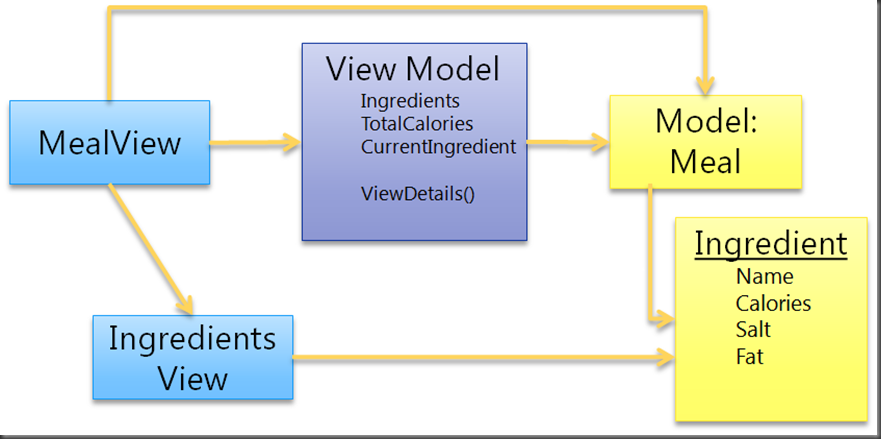 MealView
View Model
Ingredients
TotalCalories
CurrentIngredient
ViewDetails()
Model:
Meal
Ingredient
Name
Calories
Salt
Fat
Ingredients
View